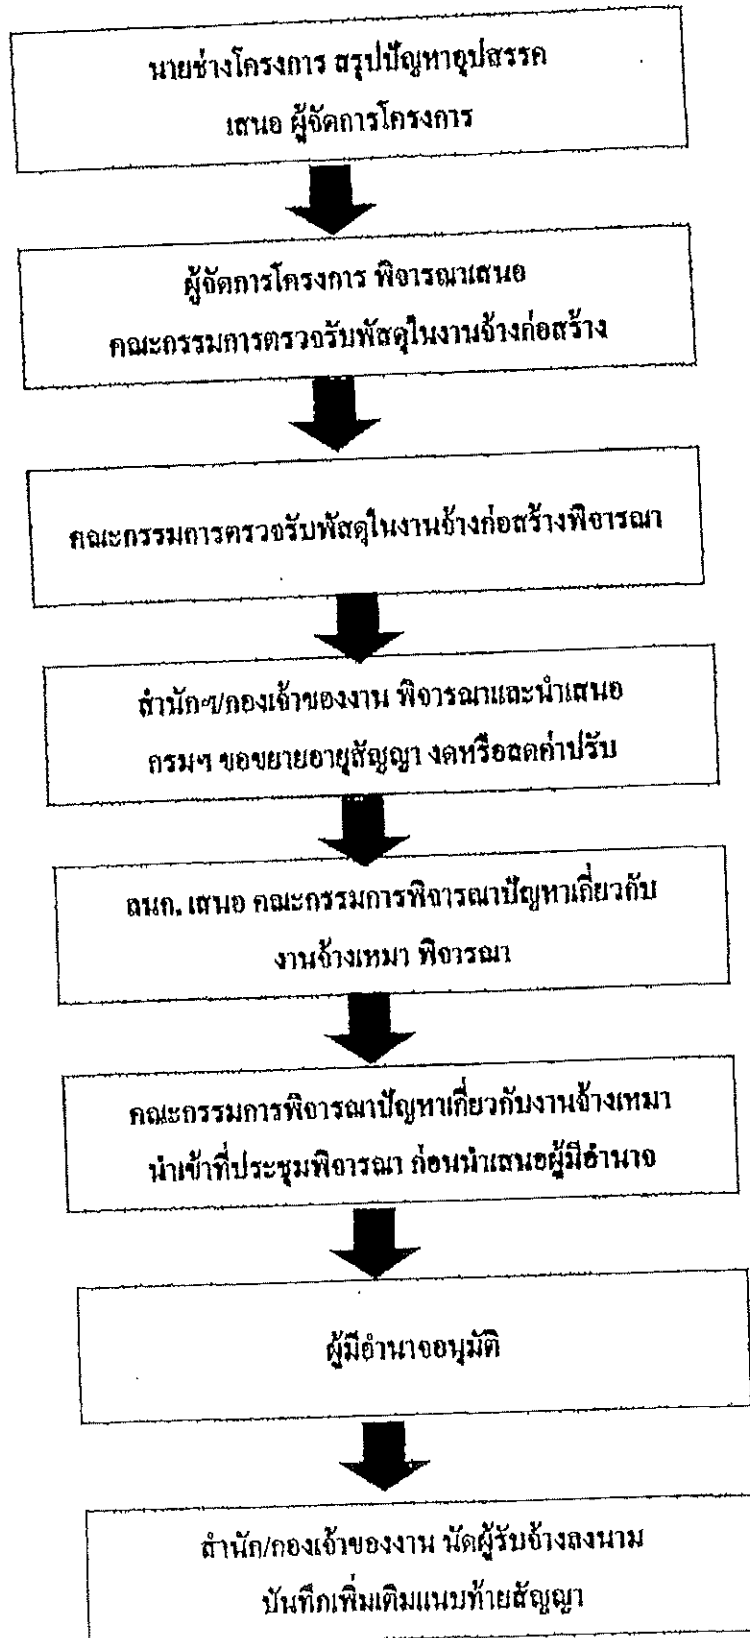 นายช่างโครงการ สรุปปัญหาอุปสรรค
เสนอ ผู้จัดการโครงการ
ผู้จัดการโครงการ พิจารณาเสนอ
คณะกรรมการตรวจรับพัสดุในงานจ้างก่อสร้าง
คณะกรรมการตรวจรับพัสดุในงานจ้างก่อสร้างพิจารณา
สำนักฯ/กองเจ้าของงาน พิจารณาและนำเสนอ
กรมฯ ขอขยายอายุสัญญา งดหรือลดค่าปรับ
ลนก. เสนอ คณะกรรมการพิจารณาปัญหาเกี่ยวกับ
งานจ้างเหมา พิจารณา
คณะกรรมการพิจารณาปัญหาเกี่ยวกับงานจ้างเหมา
นำเข้าที่ประชุมพิจารณา ก่อนนำเสนอผู้มีอำนาจ
ผู้มีอำนาจอนุมัติ
สำนัก/กองเจ้าของงาน นัดผู้รับจ้างลงนาม
บันทึกเพิ่มเติมแนบท้ายสัญญา